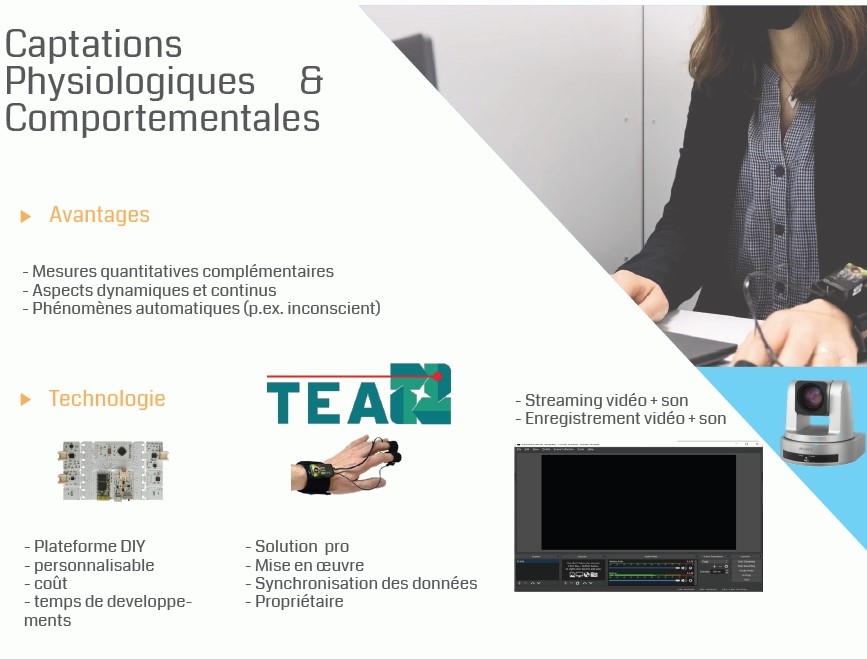 Captations
Physiologiques &
Comportementales
Avantages
- Mesures quantitatives complémentaires
- Aspects dynamiques et continus
- Phénomènes automatiques (p.ex. inconscient)
Technologie
TEA
- Plateforme DIY
- personnalisable
- coût
- temps de developpe-
ments
- Solution pro
- Mise en œuvre
- Synchronisation des données
- Propriétaire
- Streaming vidéo + son
- Enregistrement vidéo + son